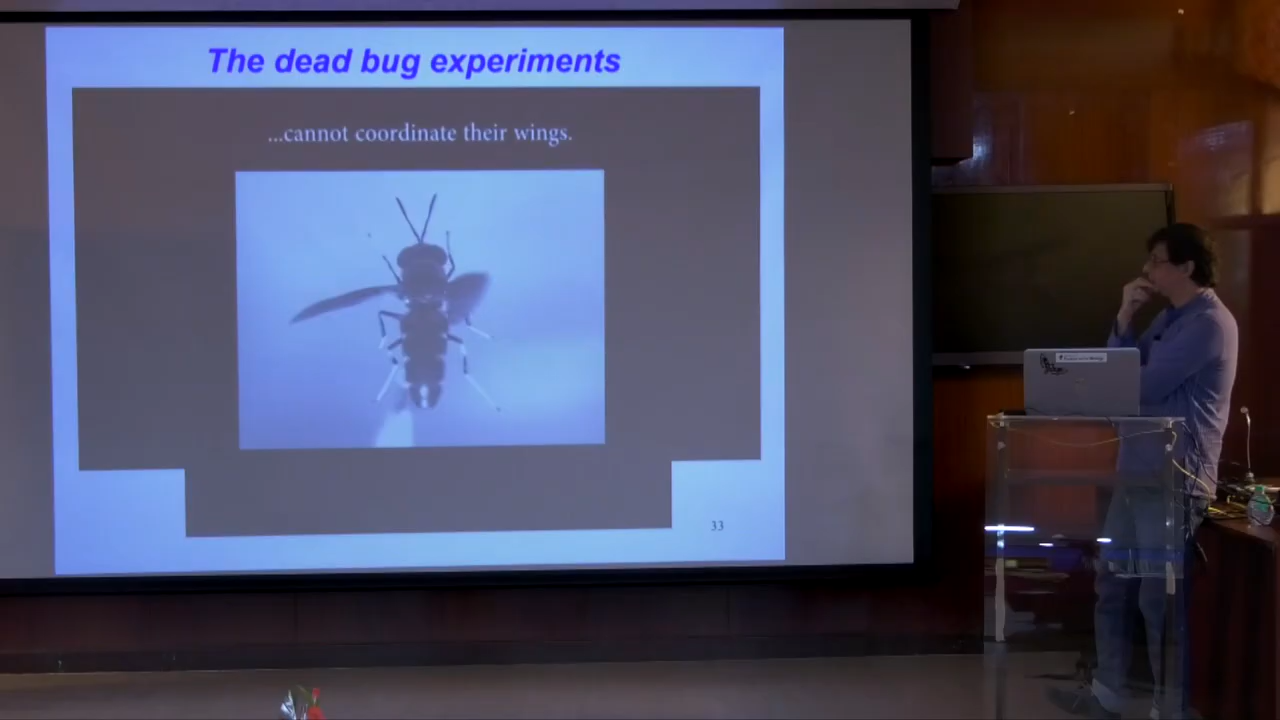 The dead bug experiments
...cannot coordinate their wings.
33